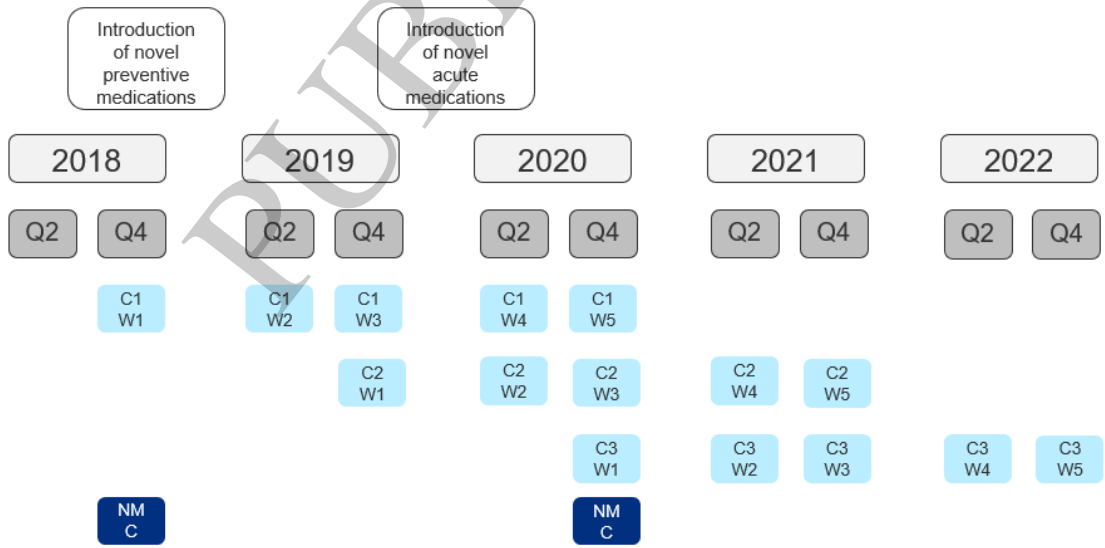 Introduction
of novel
preventive
medications
Introduction
of novel
acute
medications
2018
2019
2020
2021
2022
Q2
Q4
Q2
Q4
Q2
Q4
Q2
Q4
Q2
Q4
C1
W1
C1
W2
C1
W3
C1
W4
C1
W5
C2
W1
C2
W2
C2
W3
C2
W4
C2
W5
C3
W1
C3
W2
C3
W3
C3
W4
C3
W5
NM
C
NM
C
PUB